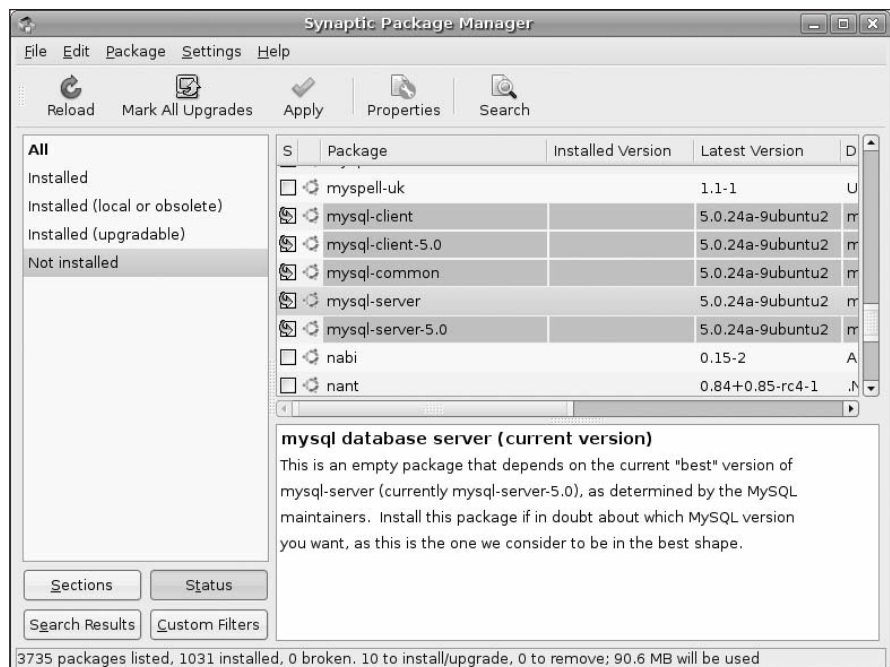 Synaptic Package Manager
File Edit Package Settings Help
Reload Mark All Upgrades Apply Properties Search
All
Installed
Installed (local or obsolete)
Installed (upgradable)
Not installed
S Package Installed Version Latest Version D
myspell-uk 1.1-1 U
mysql-client 5.0.24a-9ubuntu2 m
mysql-client-5.0 5.0.24a-9ubuntu2 m
mysql-common 5.0.24a-9ubuntu2 m
mysql-server 5.0.24a-9ubuntu2 m
mysql-server-5.0 5.0.24a-9ubuntu2 m
nabi 0.15-2 A
nant 0.84+0.85-rc4-1 .N
mysql database server (current version)
This is an empty package that depends on the current "best" version of
mysql-server (currently mysql-server-5.0), as determined by the MySQL
maintainers. Install this package if in doubt about which MySQL version
you want, as this is the one we consider to be in the best shape.
Sections Status
Search Results Custom Filters
3735 packages listed, 1031 installed, 0 broken. 10 to install/upgrade, 0 to remove; 90.6 MB will be used